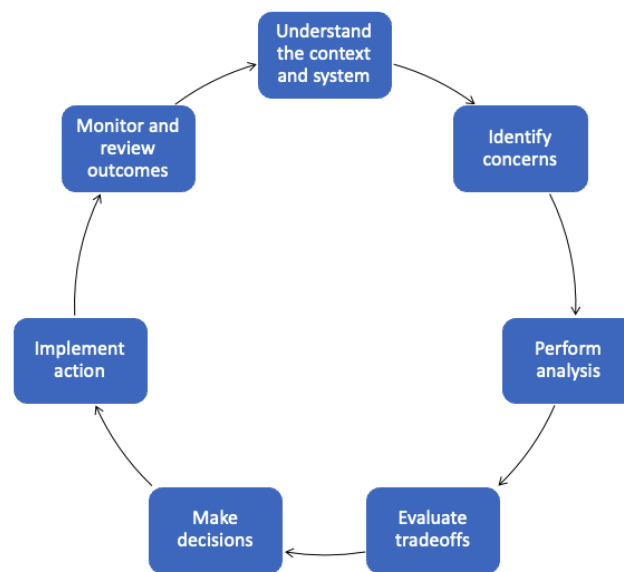 Understand
the context
and system
Identify
concerns
Perform
analysis
Evaluate
tradeoffs
Make
decisions
Implement
action
Monitor and
review
outcomes